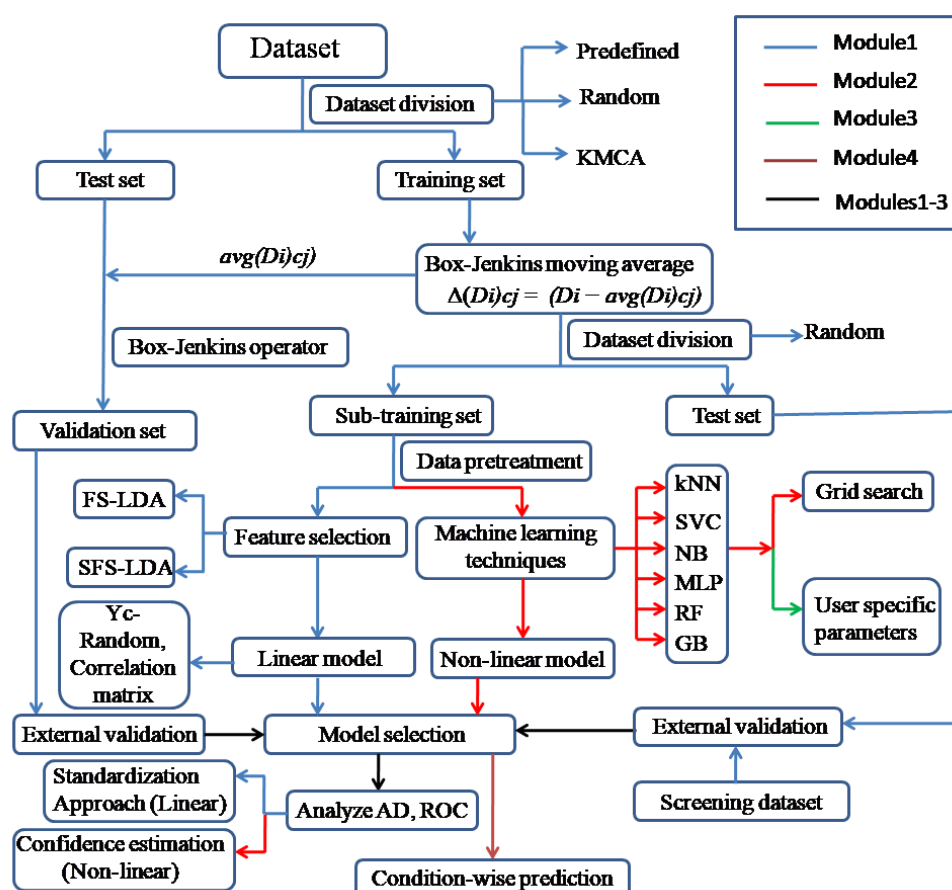 Dataset
Dataset division
Predefined
Random
KMCA
Module1
Module2
Module3
Module4
Modules1-3
Test set
Training set
avg(Di)cj)
Box-Jenkins moving average
Δ(Di)cj = (Di – avg(Di)cj)
Dataset division
Random
Box-Jenkins operator
Validation set
Sub-training set
Test set
Data pretreatment
FS-LDA
SFS-LDA
Feature selection
Machine learning
techniques
kNN
SVC
NB
MLP
RF
GB
Grid search
User specific
parameters
Yc-
Random,
Correlation
matrix
Linear model
Non-linear model
External validation
Model selection
External validation
Standardization
Approach (Linear)
Analyze AD, ROC
Screening dataset
Confidence estimation
(Non-linear)
Condition-wise prediction